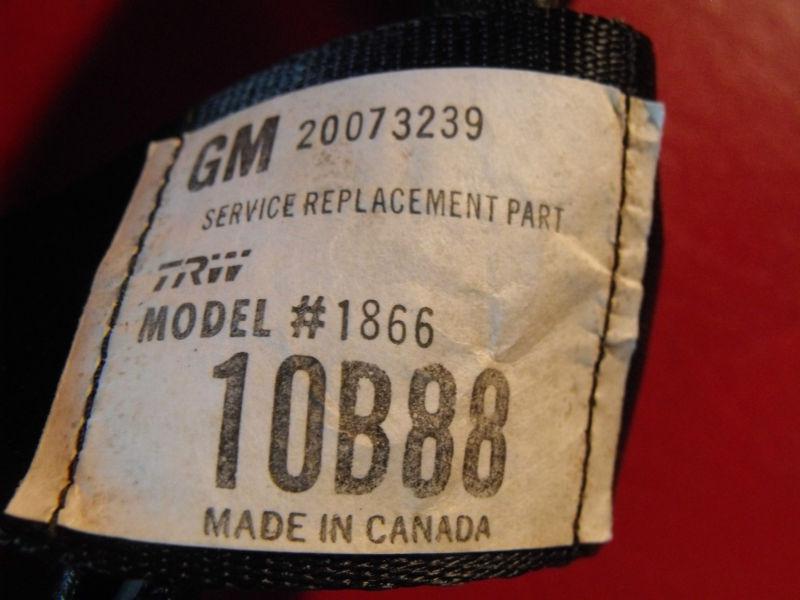 GM 20073239
SERVICE REPLACEMENT PART
TRW
MODEL #1866
10B88
MADE IN CANADA